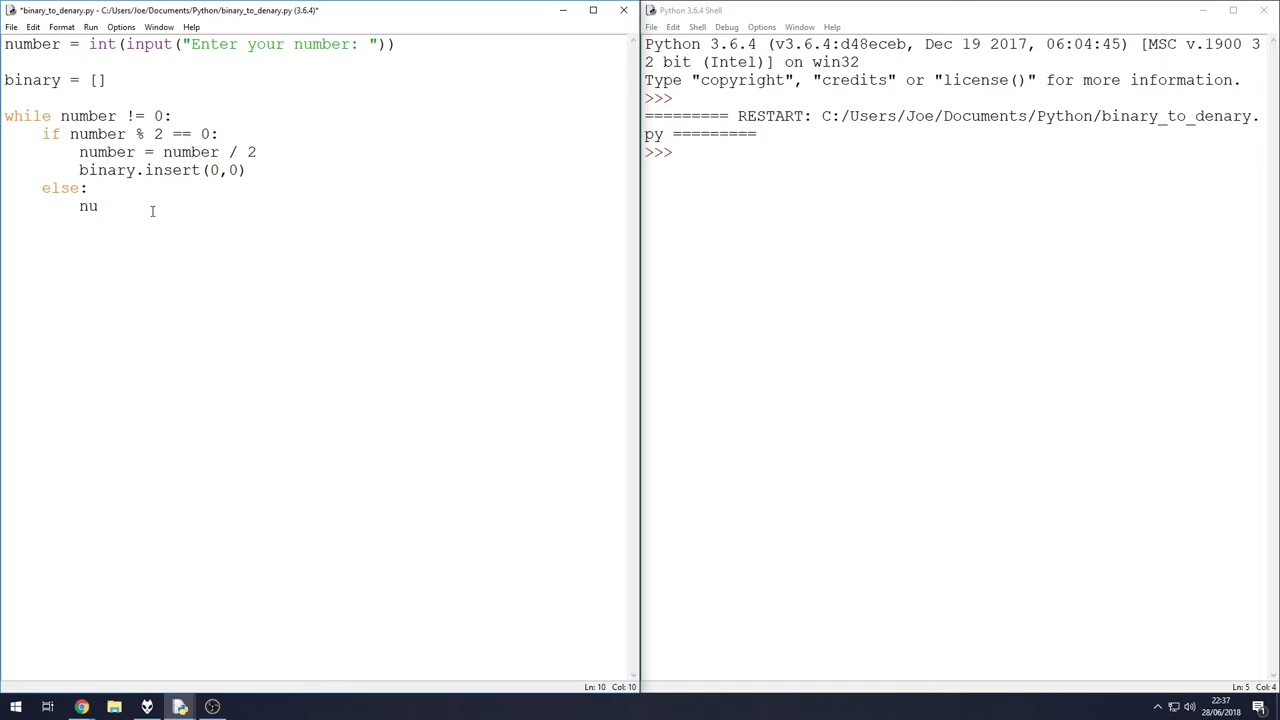 *binary_to_denary.py - C:/Users/Joe/Documents/Python/binary_to_denary.py (3.6.4)*
File Edit Format Run Options Window Help
number = int(input("Enter your number: "))
binary = []
while number != 0:
    if number % 2 == 0:
        number = number / 2
        binary.insert(0,0)
    else:
        nu
Ln: 10 Col: 10
Python 3.6.4 Shell
File Edit Shell Debug Options Window Help
Python 3.6.4 (v3.6.4:d48eceb, Dec 19 2017, 06:04:45) [MSC v.1900 3
2 bit (Intel)] on win32
Type "copyright", "credits" or "license()" for more information.
>>>
========= RESTART: C:/Users/Joe/Documents/Python/binary_to_denary.
py =========
>>>
Ln: 5 Col: 4
22:37
28/06/2018
1